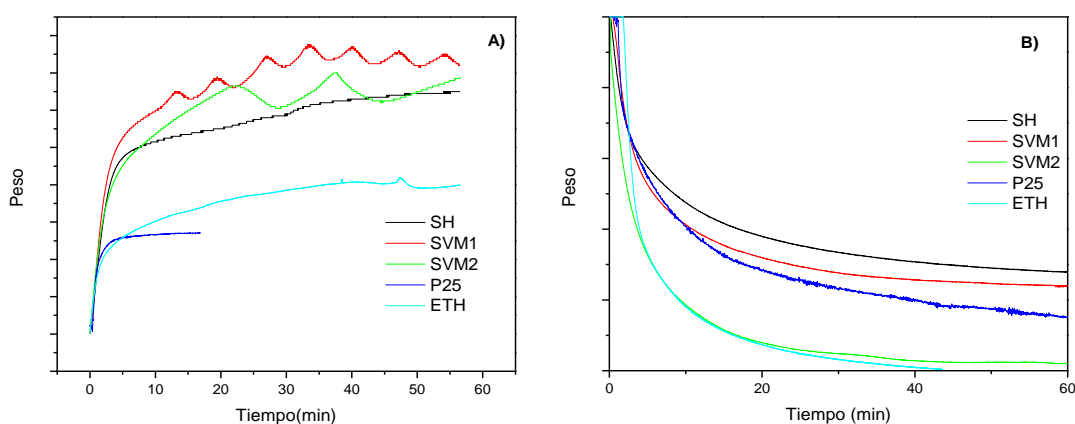 A)
Peso
SH
SVM1
SVM2
P25
ETH
0 10 20 30 40 50 60
Tiempo(min)
B)
Peso
SH
SVM1
SVM2
P25
ETH
0 20 40 60
Tiempo (min)